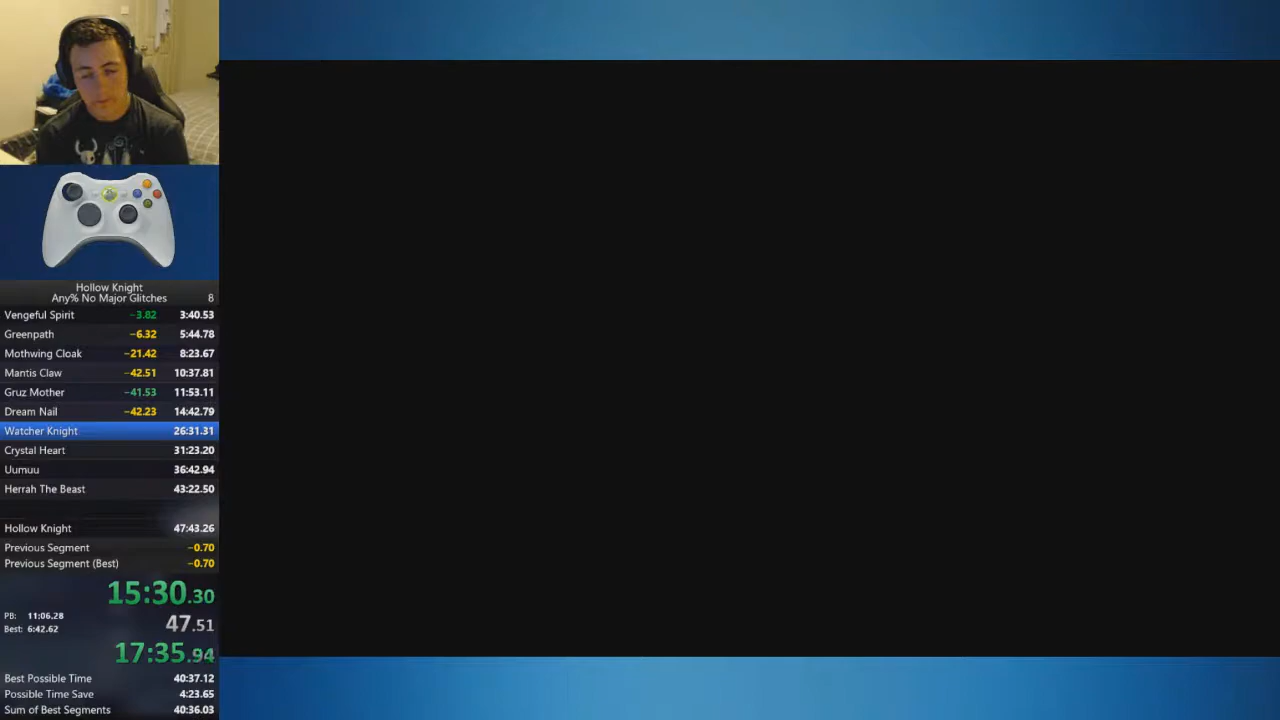 Hollow Knight
Any% No Major Glitches 8
Vengeful Spirit -3.82 3:40.53
Greenpath -6.32 5:44.78
Mothwing Cloak -21.42 8:23.67
Mantis Claw -42.51 10:37.81
Gruz Mother -41.53 11:53.11
Dream Nail -42.23 14:42.79
Watcher Knight 26:31.31
Crystal Heart 31:23.20
Uumuu 36:42.94
Herrah The Beast 43:22.50
Hollow Knight 47:43.26
Previous Segment -0.70
Previous Segment (Best) -0.70
15:30.30
PB: 11:06.28
Best: 6:42.62
47.51
17:35.94
Best Possible Time 40:37.12
Possible Time Save 4:23.65
Sum of Best Segments 40:36.03